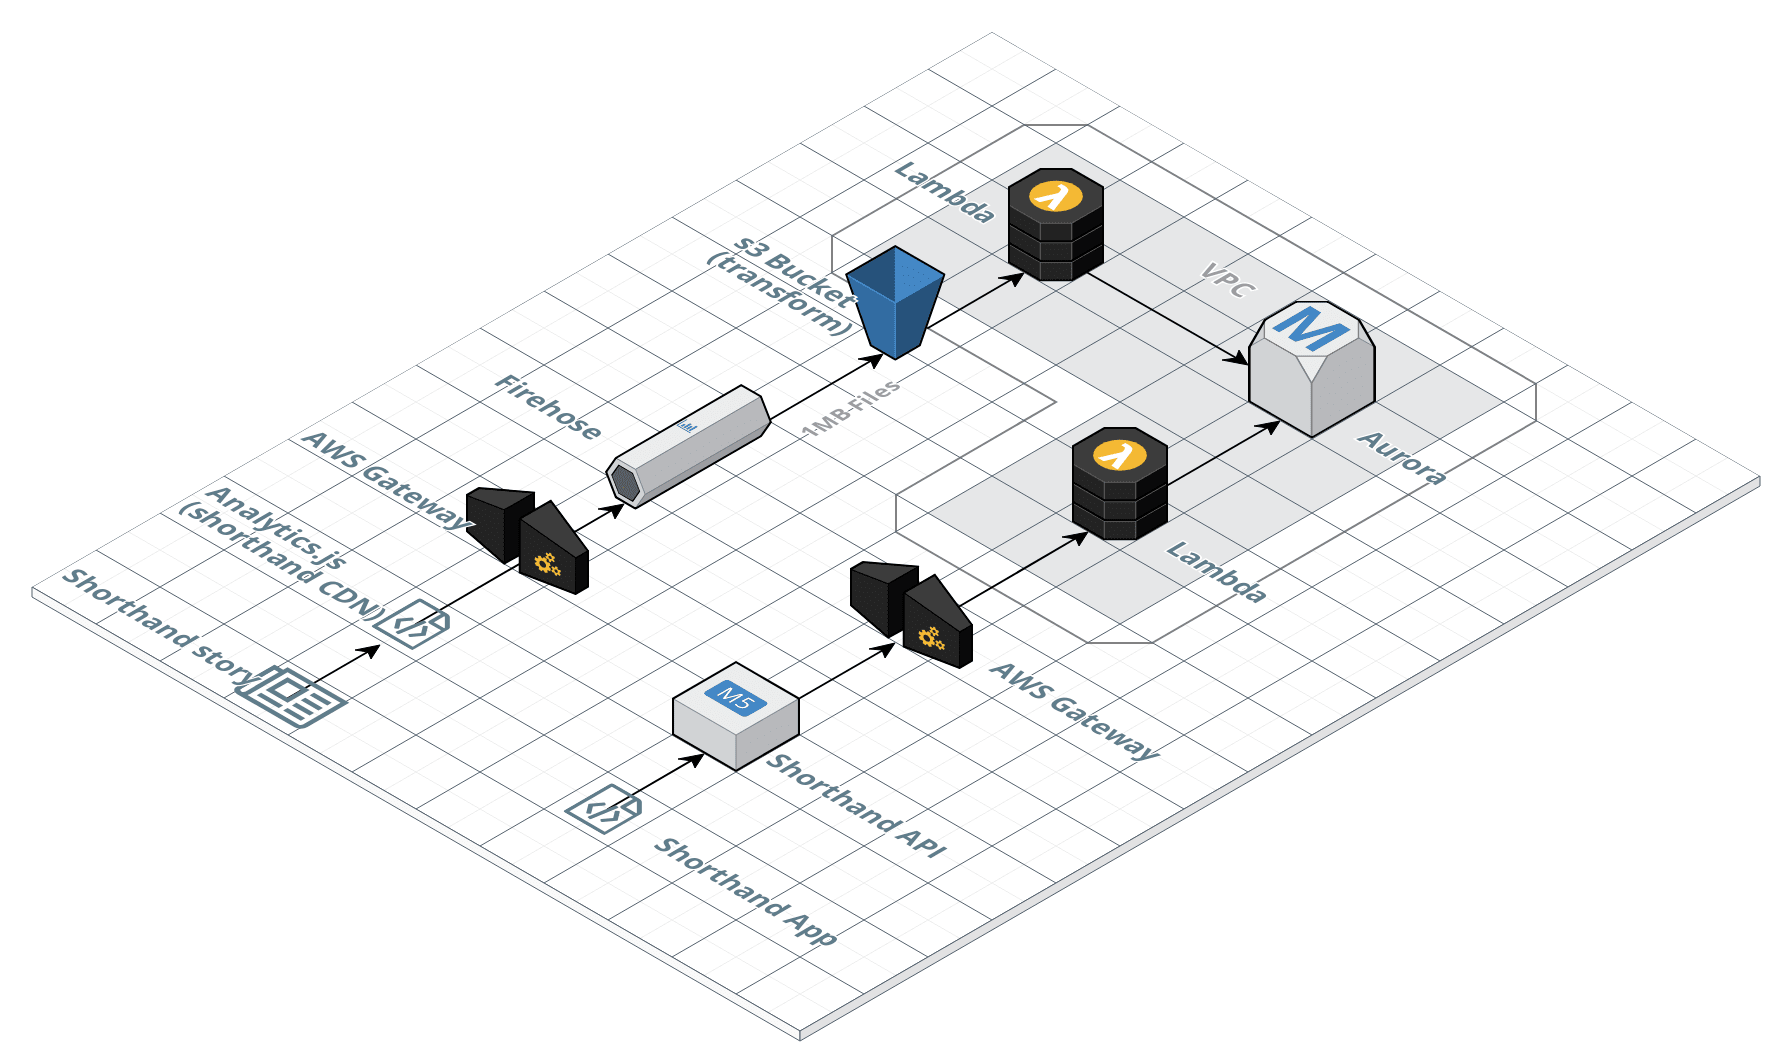 Lambda
s3 Bucket
(transform)
VPC
Firehose
1MB Files
Aurora
AWS Gateway
Analytics.js
(shorthand CDN)
Shorthand story
Lambda
AWS Gateway
M5
Shorthand API
Shorthand App
M
λ
λ